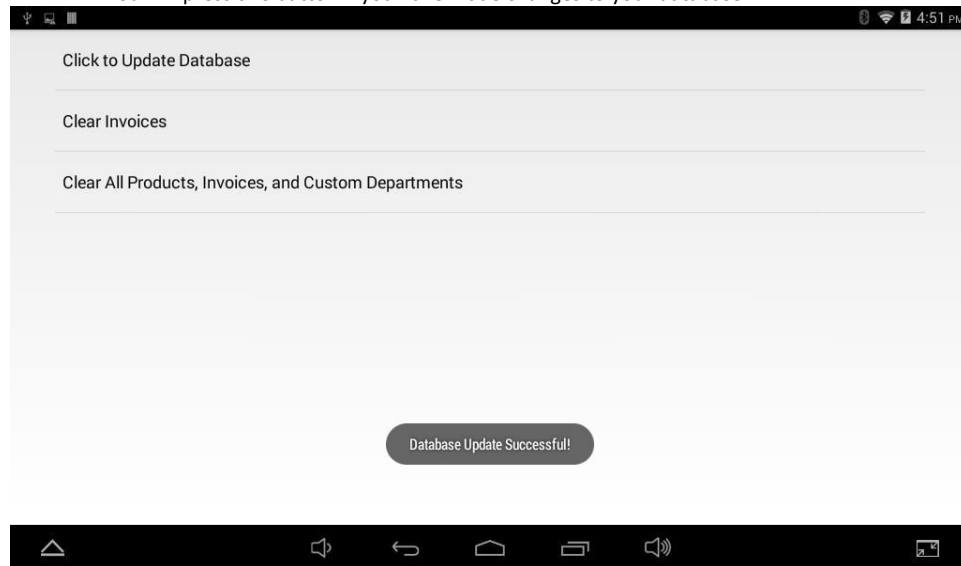 4:51 PM
Click to Update Database
Clear Invoices
Clear All Products, Invoices, and Custom Departments
Database Update Successful!